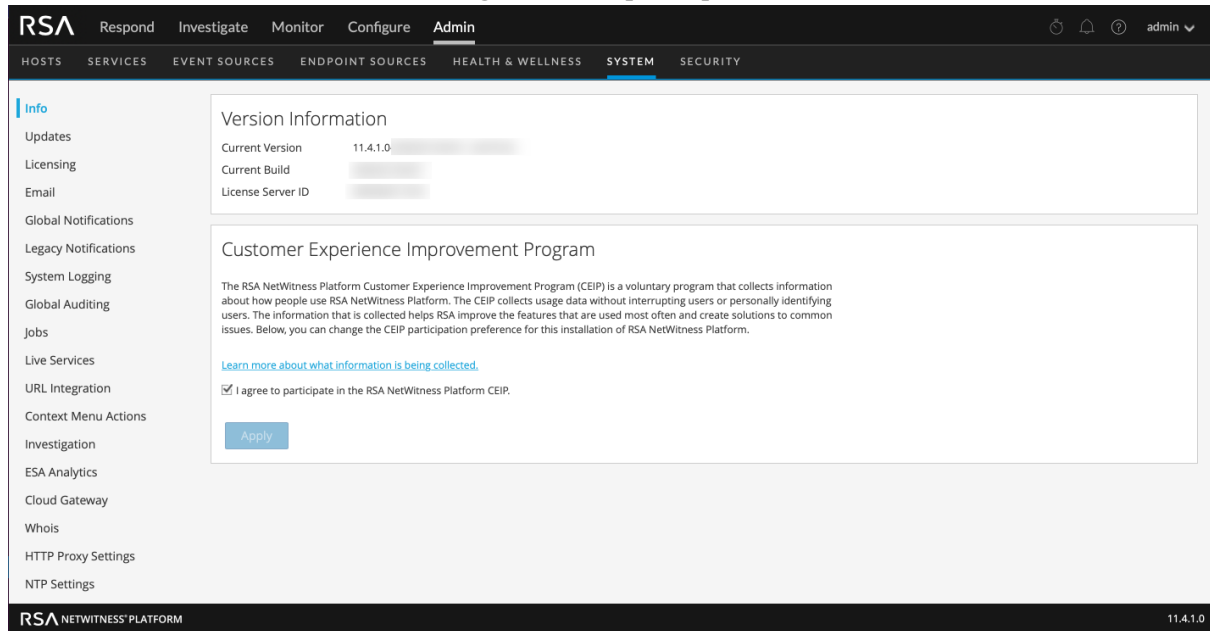 RSA Respond Investigate Monitor Configure Admin admin
HOSTS SERVICES EVENT SOURCES ENDPOINT SOURCES HEALTH & WELLNESS SYSTEM SECURITY
Info
Updates
Licensing
Email
Global Notifications
Legacy Notifications
System Logging
Global Auditing
Jobs
Live Services
URL Integration
Context Menu Actions
Investigation
ESA Analytics
Cloud Gateway
Whois
HTTP Proxy Settings
NTP Settings
Version Information
Current Version 11.4.1.0
Current Build
License Server ID
Customer Experience Improvement Program
The RSA NetWitness Platform Customer Experience Improvement Program (CEIP) is a voluntary program that collects information
about how people use RSA NetWitness Platform. The CEIP collects usage data without interrupting users or personally identifying
users. The information that is collected helps RSA improve the features that are used most often and create solutions to common
issues. Below, you can change the CEIP participation preference for this installation of RSA NetWitness Platform.
Learn more about what information is being collected.
I agree to participate in the RSA NetWitness Platform CEIP.
Apply
RSA NETWITNESS® PLATFORM 11.4.1.0